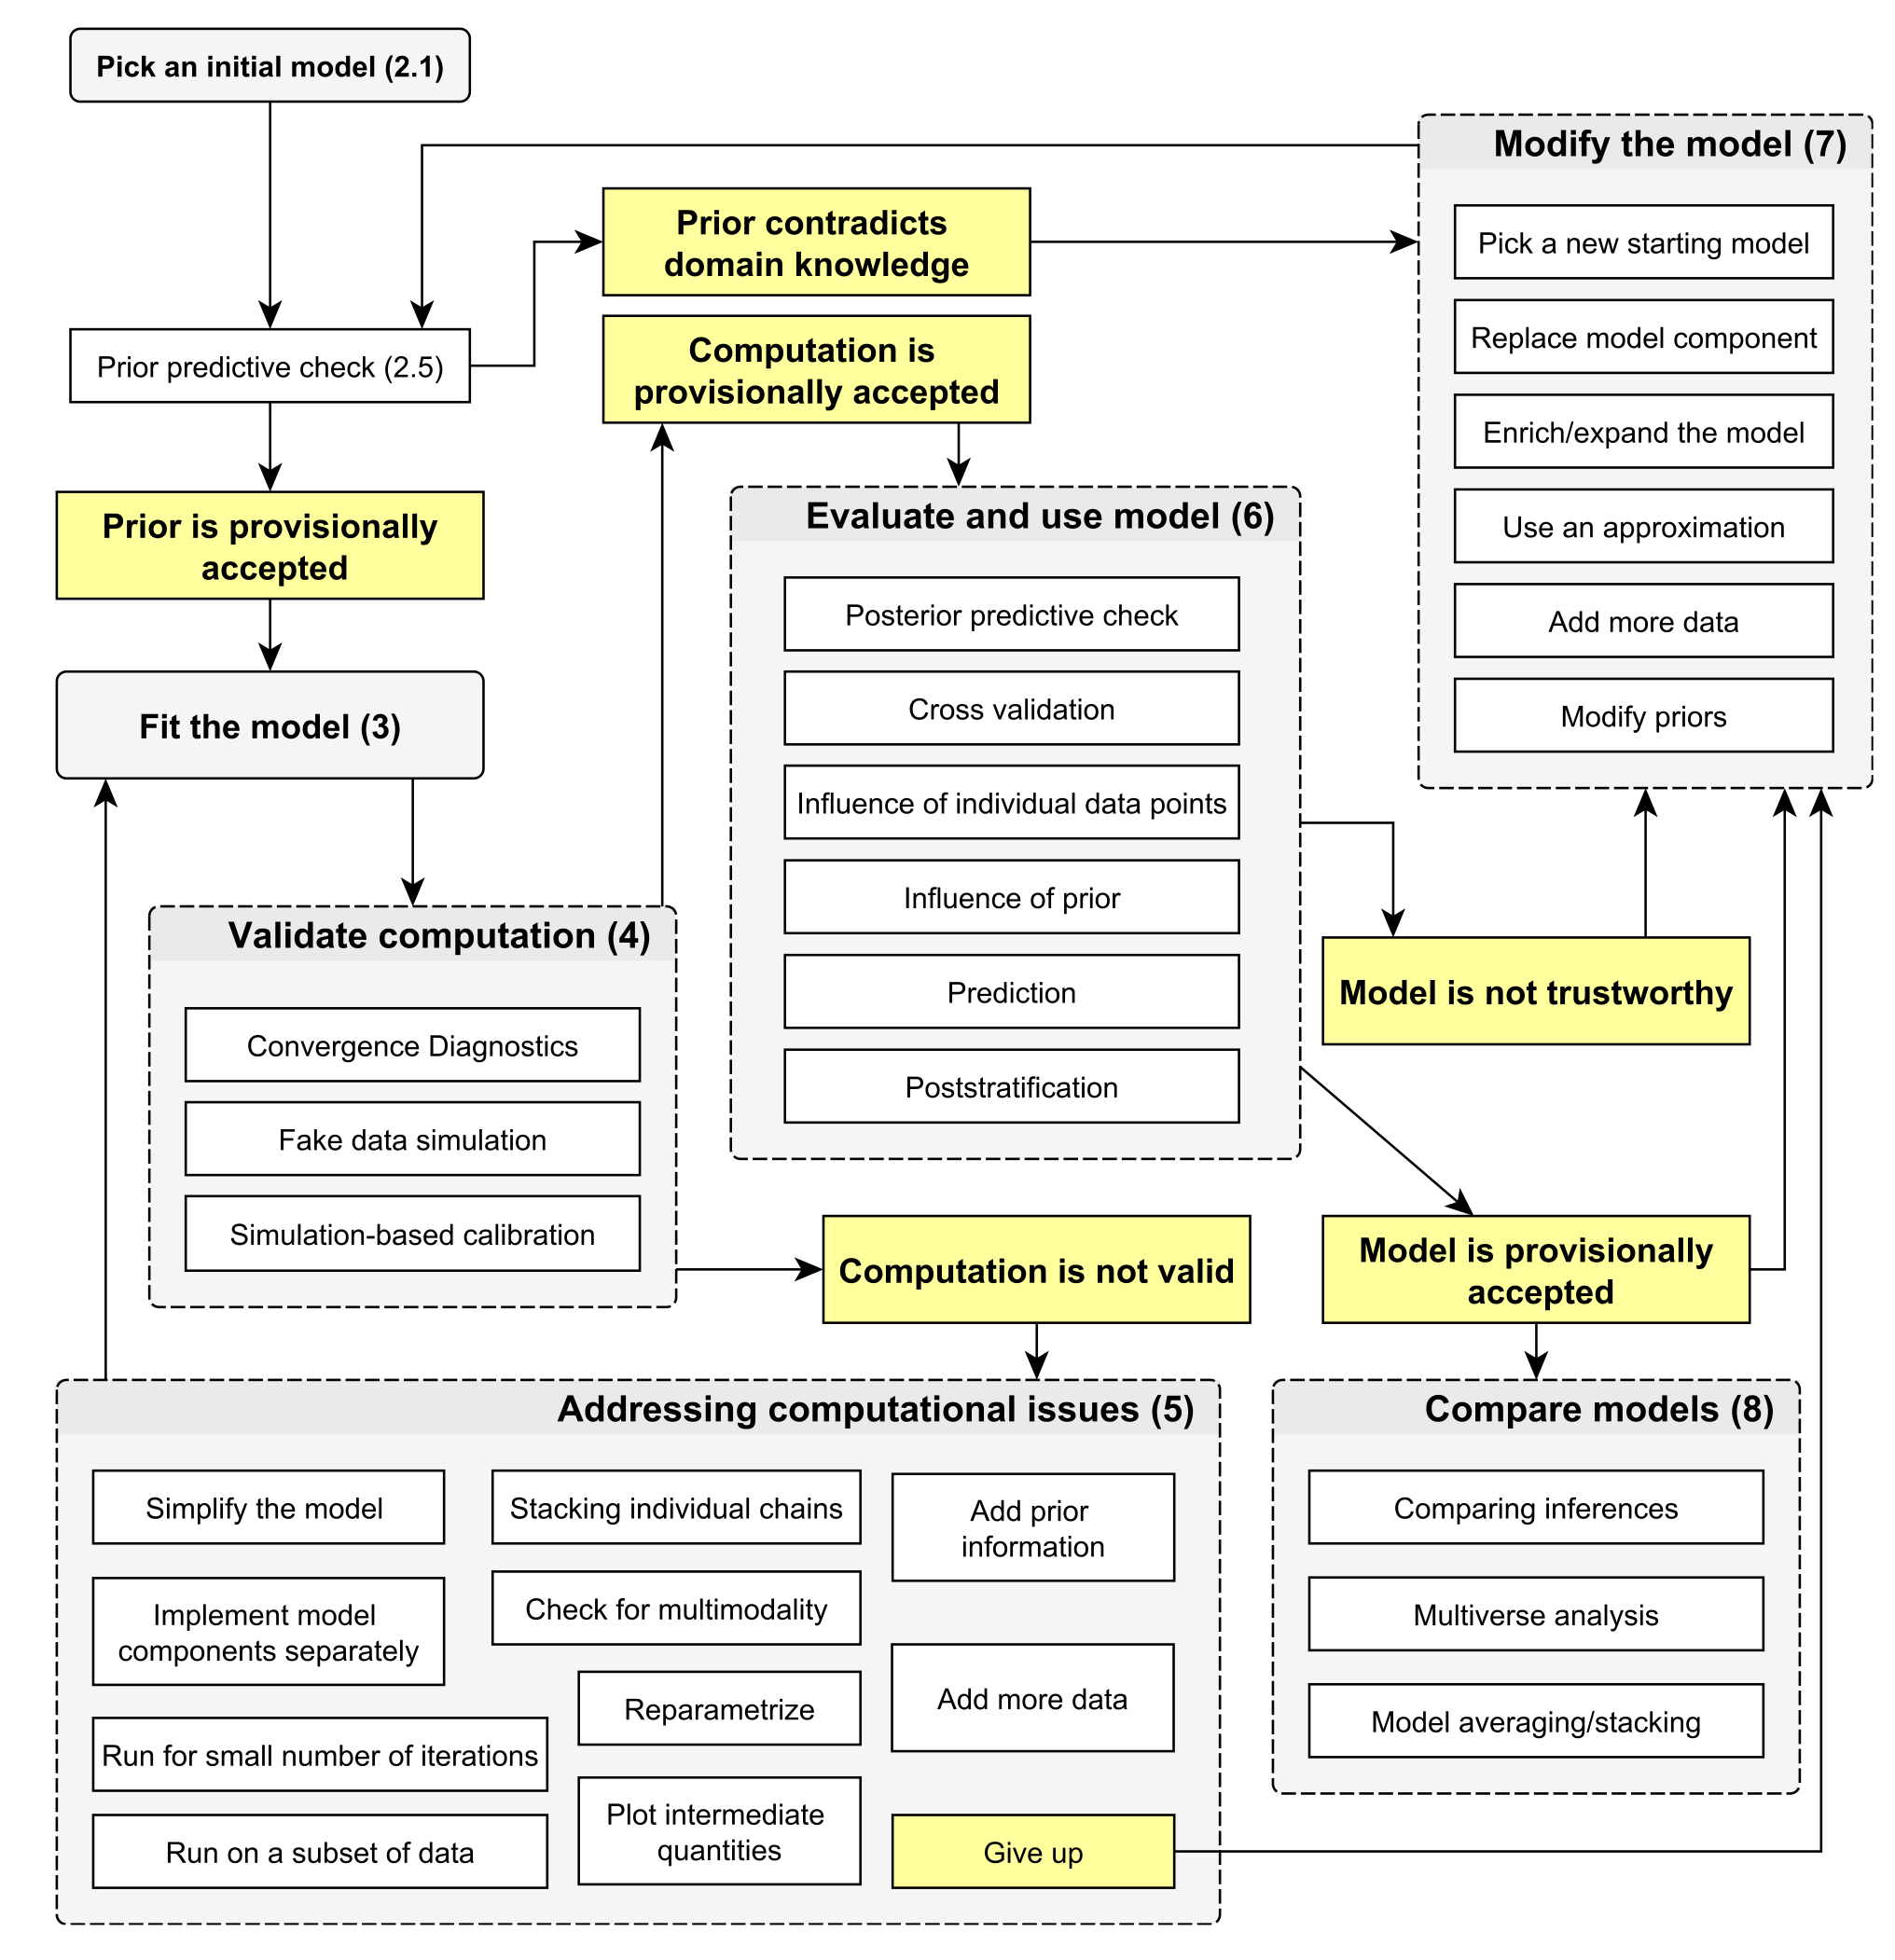 Pick an initial model (2.1)
Prior predictive check (2.5)
Prior is provisionally
accepted
Fit the model (3)
Prior contradicts
domain knowledge
Computation is
provisionally accepted
Validate computation (4)
Convergence Diagnostics
Fake data simulation
Simulation-based calibration
Evaluate and use model (6)
Posterior predictive check
Cross validation
Influence of individual data points
Influence of prior
Prediction
Poststratification
Modify the model (7)
Pick a new starting model
Replace model component
Enrich/expand the model
Use an approximation
Add more data
Modify priors
Model is not trustworthy
Computation is not valid
Model is provisionally
accepted
Addressing computational issues (5)
Simplify the model
Implement model
components separately
Run for small number of iterations
Run on a subset of data
Stacking individual chains
Check for multimodality
Reparametrize
Plot intermediate
quantities
Add prior
information
Add more data
Give up
Compare models (8)
Comparing inferences
Multiverse analysis
Model averaging/stacking